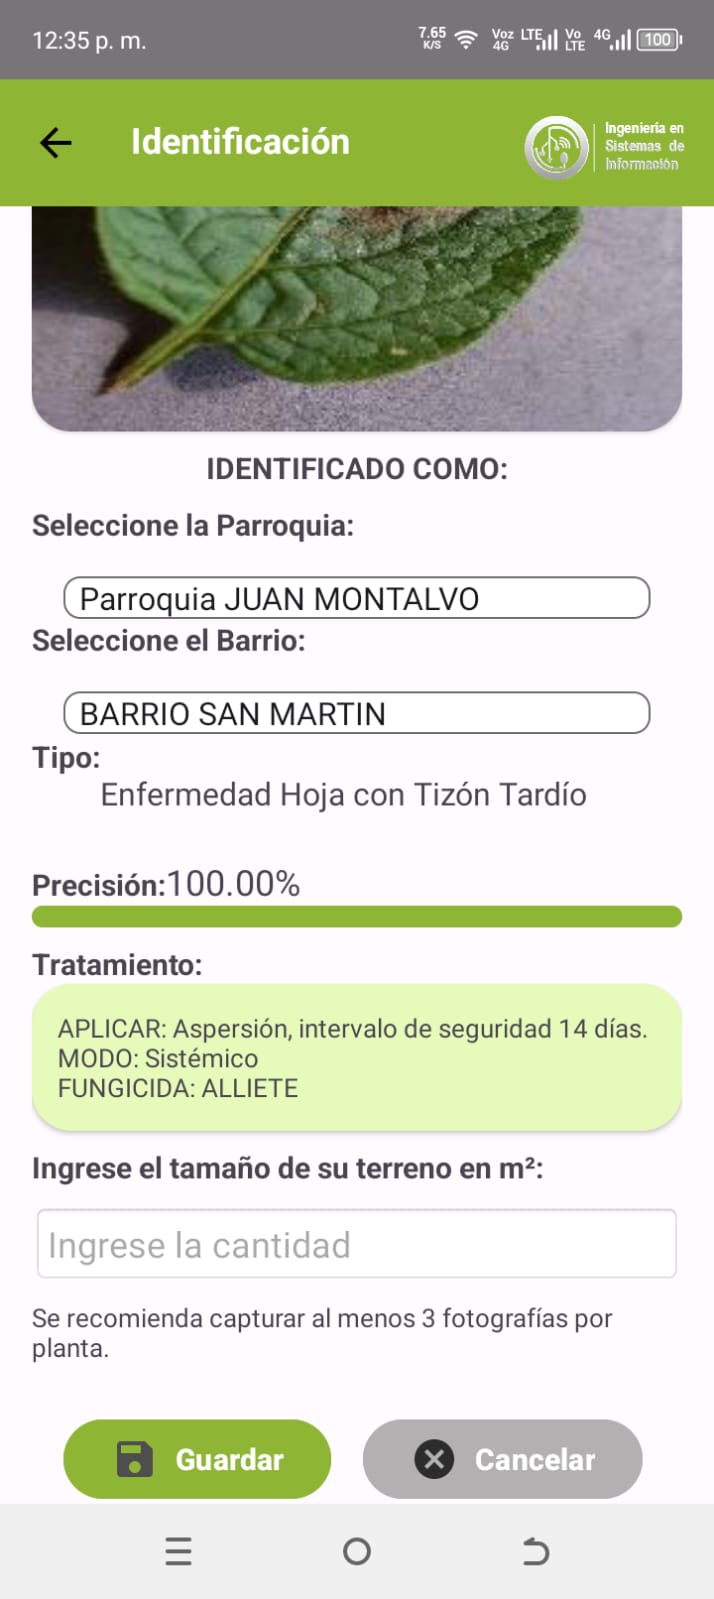 12:35 p. m.
7.65 K/S Voz 4G LTE Vo LTE 4G 100
Identificación
Ingeniería en
Sistemas de
Información
IDENTIFICADO COMO:
Seleccione la Parroquia:
Parroquia JUAN MONTALVO
Seleccione el Barrio:
BARRIO SAN MARTIN
Tipo:
Enfermedad Hoja con Tizón Tardío
Precisión:100.00%
Tratamiento:
APLICAR: Aspersión, intervalo de seguridad 14 días.
MODO: Sistémico
FUNGICIDA: ALLIETE
Ingrese el tamaño de su terreno en m²:
Ingrese la cantidad
Se recomienda capturar al menos 3 fotografías por
planta.
Guardar
Cancelar